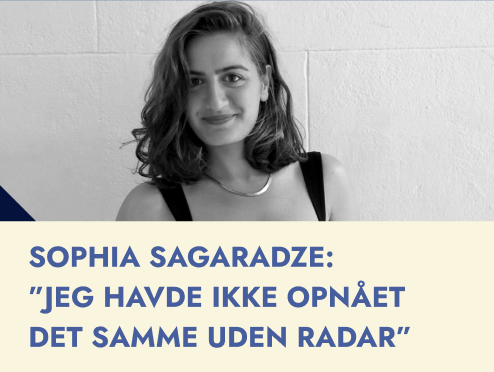 SOPHIA SAGARADZE:
”JEG HAVDE IKKE OPNÅET
DET SAMME UDEN RADAR”